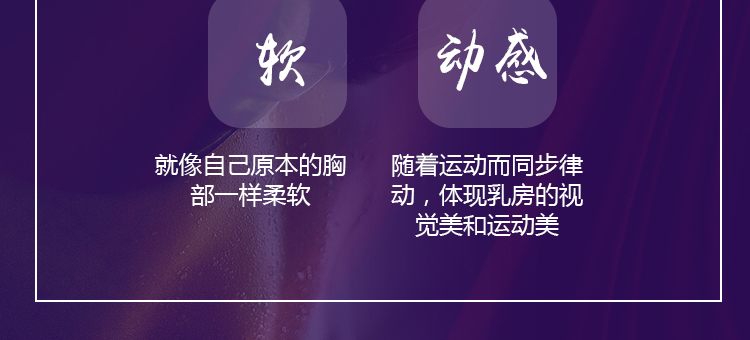 软
动感
就像自己原本的胸
部一样柔软
随着运动而同步律
动，体现乳房的视
觉美和运动美